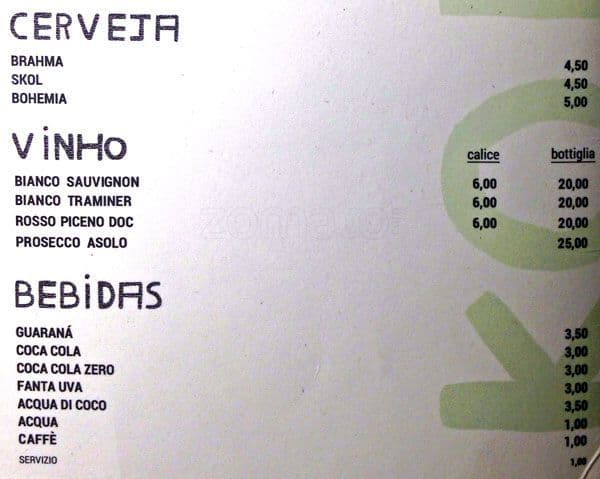 CERVEJA
BRAHMA 4,50
SKOL 4,50
BOHEMIA 5,00
VINHO calice bottiglia
BIANCO SAUVIGNON 6,00 20,00
BIANCO TRAMINER 6,00 20,00
ROSSO PICENO DOC 6,00 20,00
PROSECCO ASOLO 25,00
BEBIDAS
GUARANÁ 3,50
COCA COLA 3,00
COCA COLA ZERO 3,00
FANTA UVA 3,00
ACQUA DI COCO 3,50
ACQUA 1,00
CAFFÈ 1,00
SERVIZIO 1,00